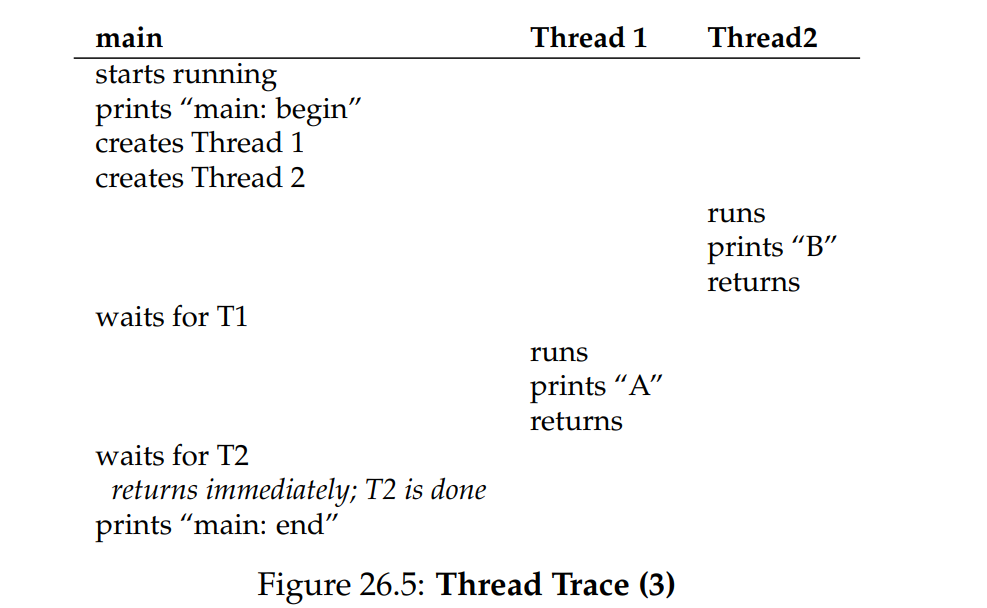 main Thread 1 Thread2
starts running
prints “main: begin”
creates Thread 1
creates Thread 2
runs
prints “B”
returns
waits for T1
runs
prints “A”
returns
waits for T2
returns immediately; T2 is done
prints “main: end”
Figure 26.5: Thread Trace (3)